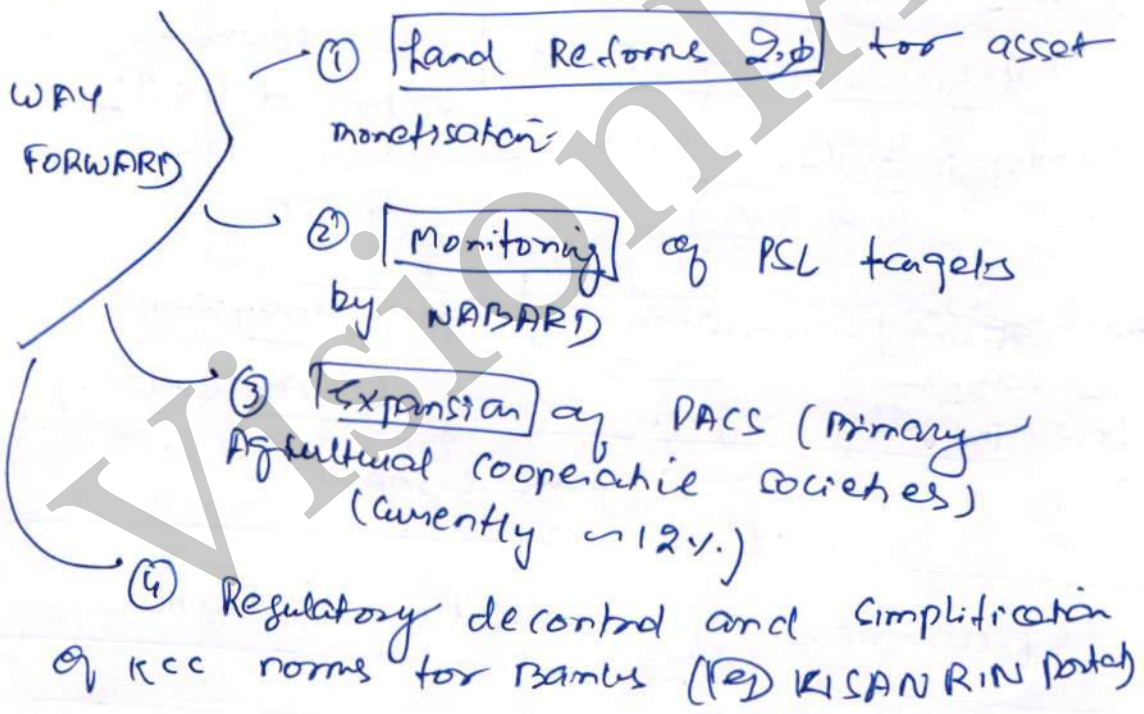 WAY
FORWARD
① Land Reforms 2.0 for asset
monetisation
② Monitoring of PSL targets
by NABARD
③ Expansion of PACS (Primary
Agricultural cooperative societies)
(currently ~12%)
④ Regulatory decontrol and simplification
of KCC norms for Banks (eg KISAN RIN portal)
Vision